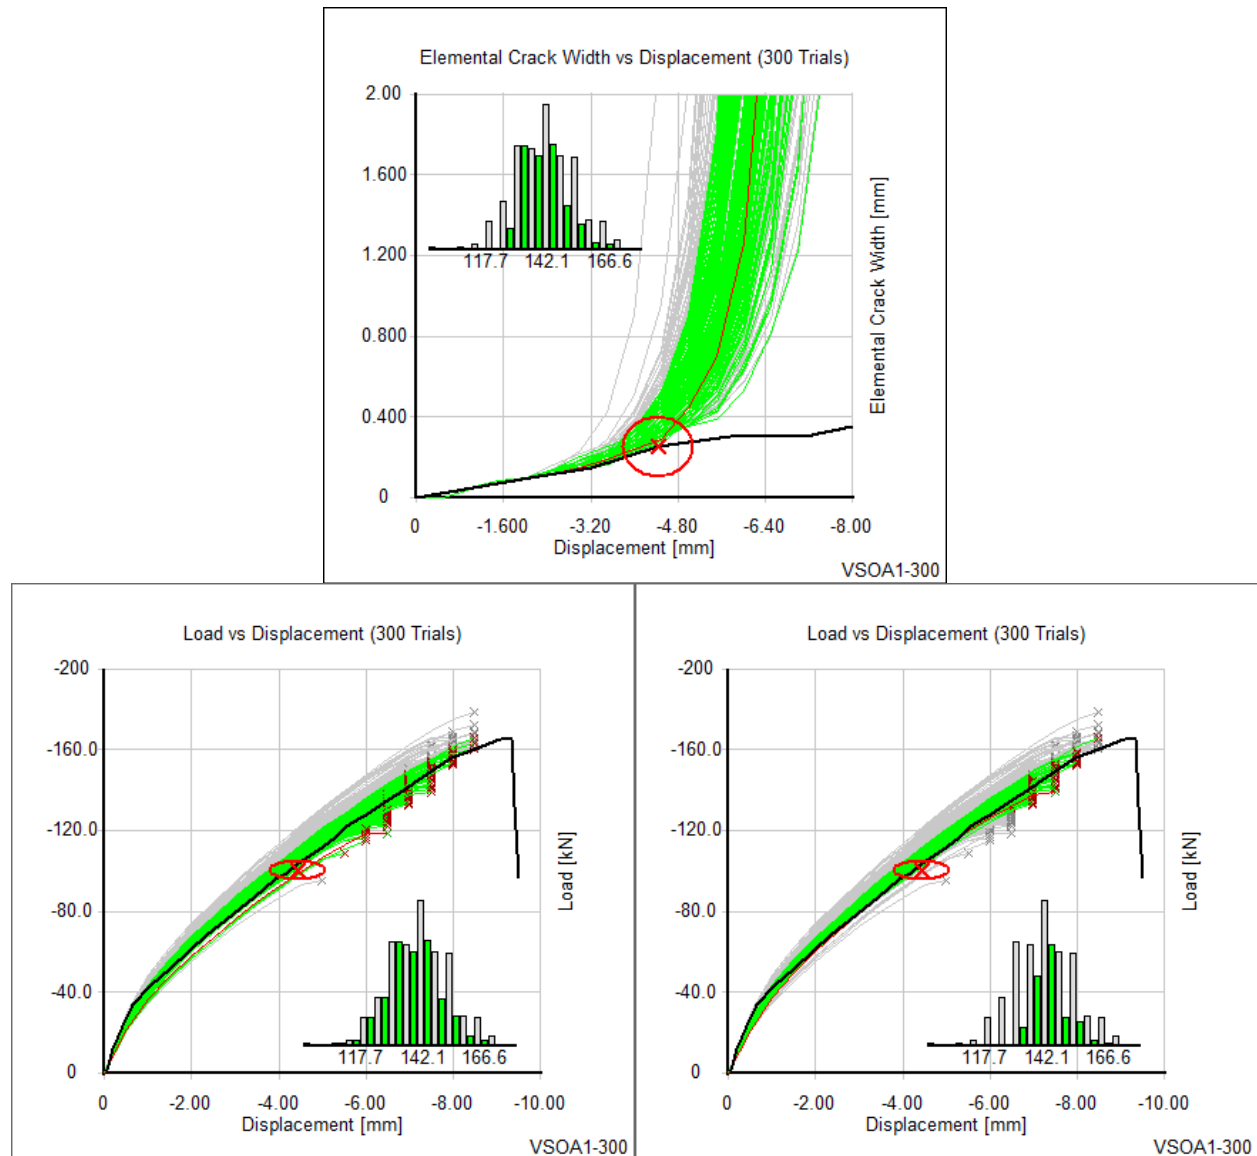 Elemental Crack Width vs Displacement (300 Trials)
2.00
1.600
1.200
0.800
0.400
0
117.7 142.1 166.6
Elemental Crack Width [mm]
0 -1.600 -3.20 -4.80 -6.40 -8.00
Displacement [mm]
VSOA1-300
Load vs Displacement (300 Trials)
-200
-160.0
-120.0
-80.0
-40.0
0
Load [kN]
117.7 142.1 166.6
0 -2.00 -4.00 -6.00 -8.00 -10.00
Displacement [mm]
VSOA1-300
Load vs Displacement (300 Trials)
-200
-160.0
-120.0
-80.0
-40.0
0
Load [kN]
117.7 142.1 166.6
0 -2.00 -4.00 -6.00 -8.00 -10.00
Displacement [mm]
VSOA1-300